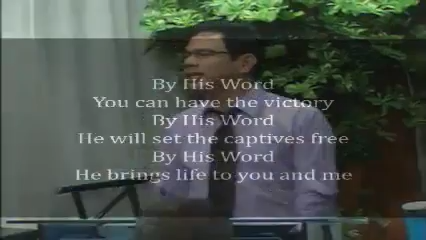 By His Word
You can have the victory
By His Word
He will set the captives free
By His Word
He brings life to you and me